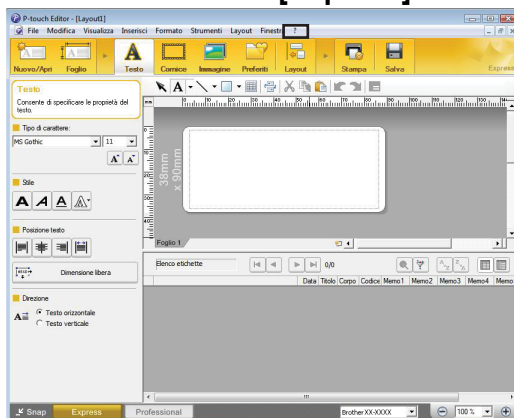 P-touch Editor - [Layout1]
File Modifica Visualizza Inserisci Formato Strumenti Layout Finestra ?
Nuovo/Apri Foglio Testo Cornice Immagine Preferiti Layout Stampa Salva Express
Testo
Consente di specificare le proprietà del
testo.
Tipo di carattere:
MS Gothic 11
A A
Stile
A A A A
Posizione testo
Dimensione libera
Direzione
Testo orizzontale
Testo verticale
mm
38mm
x 90mm
Foglio 1
Elenco etichette 0/0
Data Titolo Corpo Codice Memo1 Memo2 Memo3 Memo4 Memo
Snap Express Professional Brother XX-XXXX 100 %